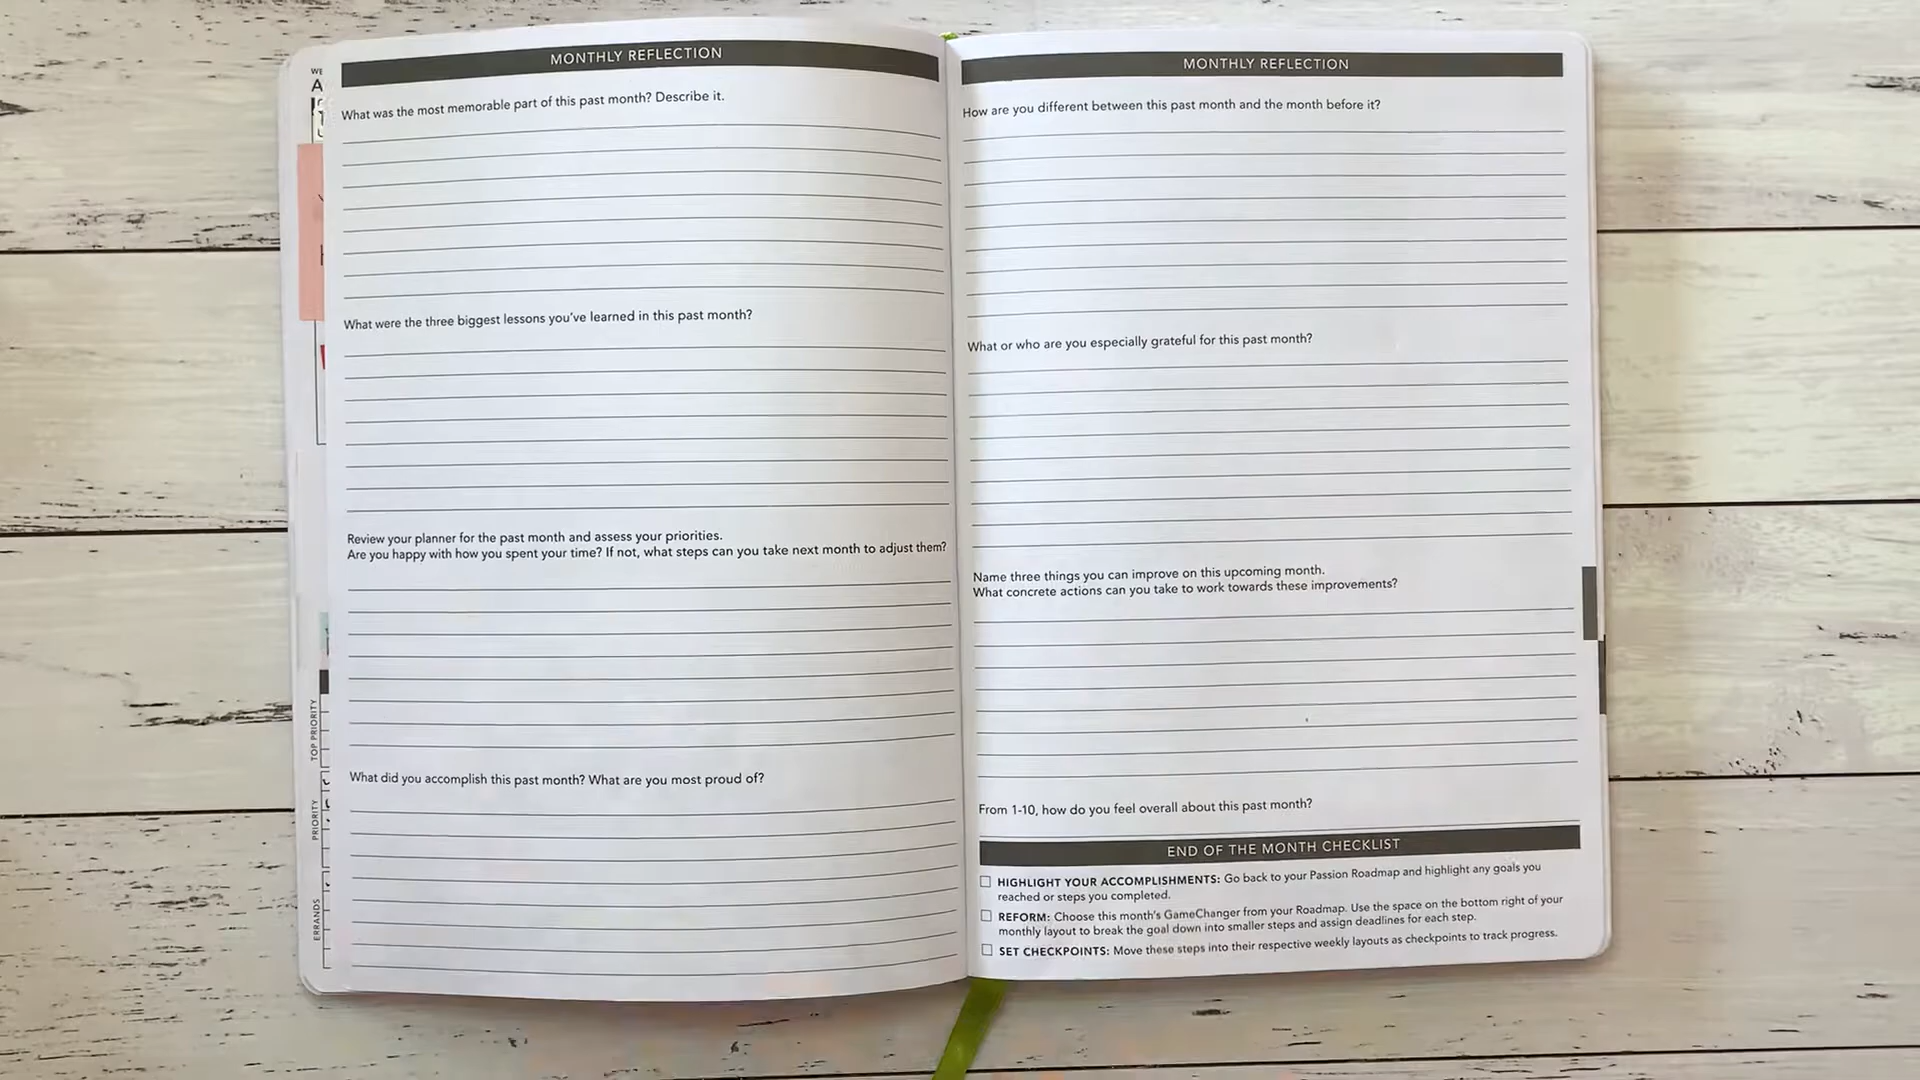 MONTHLY REFLECTION
What was the most memorable part of this past month? Describe it.
What were the three biggest lessons you've learned in this past month?
Review your planner for the past month and assess your priorities.
Are you happy with how you spent your time? If not, what steps can you take next month to adjust them?
What did you accomplish this past month? What are you most proud of?
MONTHLY REFLECTION
How are you different between this past month and the month before it?
What or who are you especially grateful for this past month?
Name three things you can improve on this upcoming month.
What concrete actions can you take to work towards these improvements?
From 1-10, how do you feel overall about this past month?
END OF THE MONTH CHECKLIST
HIGHLIGHT YOUR ACCOMPLISHMENTS: Go back to your Passion Roadmap and highlight any goals you
reached or steps you completed.
REFORM: Choose this month's GameChanger from your Roadmap. Use the space on the bottom right of your
monthly layout to break the goal down into smaller steps and assign deadlines for each step.
SET CHECKPOINTS: Move these steps into their respective weekly layouts as checkpoints to track progress.
TOP PRIORITY
PRIORITY
ERRANDS